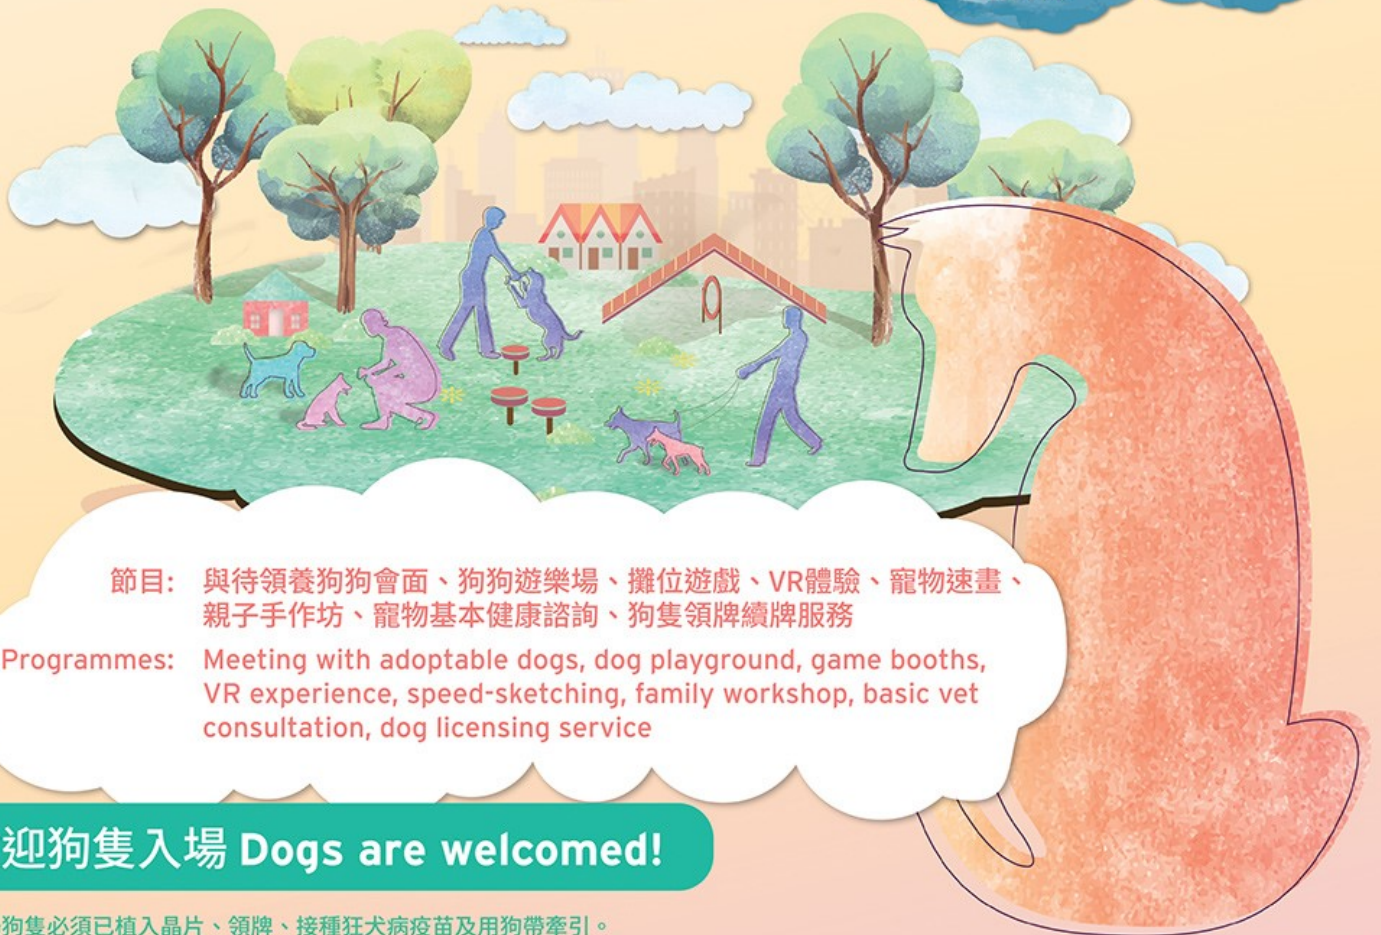 節目: 與待領養狗狗會面、狗狗遊樂場、攤位遊戲、VR體驗、寵物速畫、
親子手作坊、寵物基本健康諮詢、狗隻領牌續牌服務
Programmes: Meeting with adoptable dogs, dog playground, game booths,
VR experience, speed-sketching, family workshop, basic vet
consultation, dog licensing service
迎狗隻入場 Dogs are welcomed!
狗隻必須已植入晶片、領牌、接種狂犬病疫苗及用狗帶牽引。